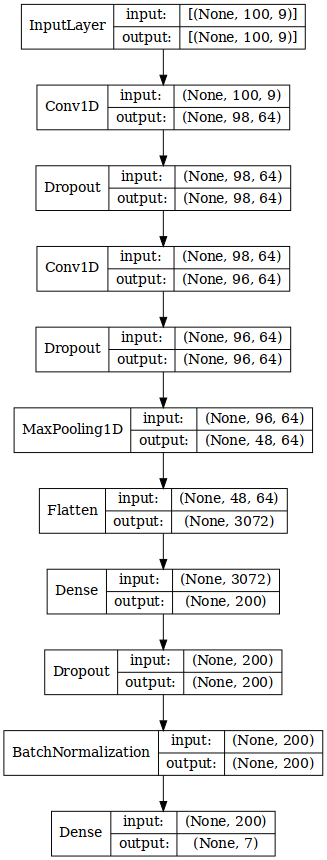 InputLayer input: [(None, 100, 9)]
output: [(None, 100, 9)]
Conv1D input: (None, 100, 9)
output: (None, 98, 64)
Dropout input: (None, 98, 64)
output: (None, 98, 64)
Conv1D input: (None, 98, 64)
output: (None, 96, 64)
Dropout input: (None, 96, 64)
output: (None, 96, 64)
MaxPooling1D input: (None, 96, 64)
output: (None, 48, 64)
Flatten input: (None, 48, 64)
output: (None, 3072)
Dense input: (None, 3072)
output: (None, 200)
Dropout input: (None, 200)
output: (None, 200)
BatchNormalization input: (None, 200)
output: (None, 200)
Dense input: (None, 200)
output: (None, 7)